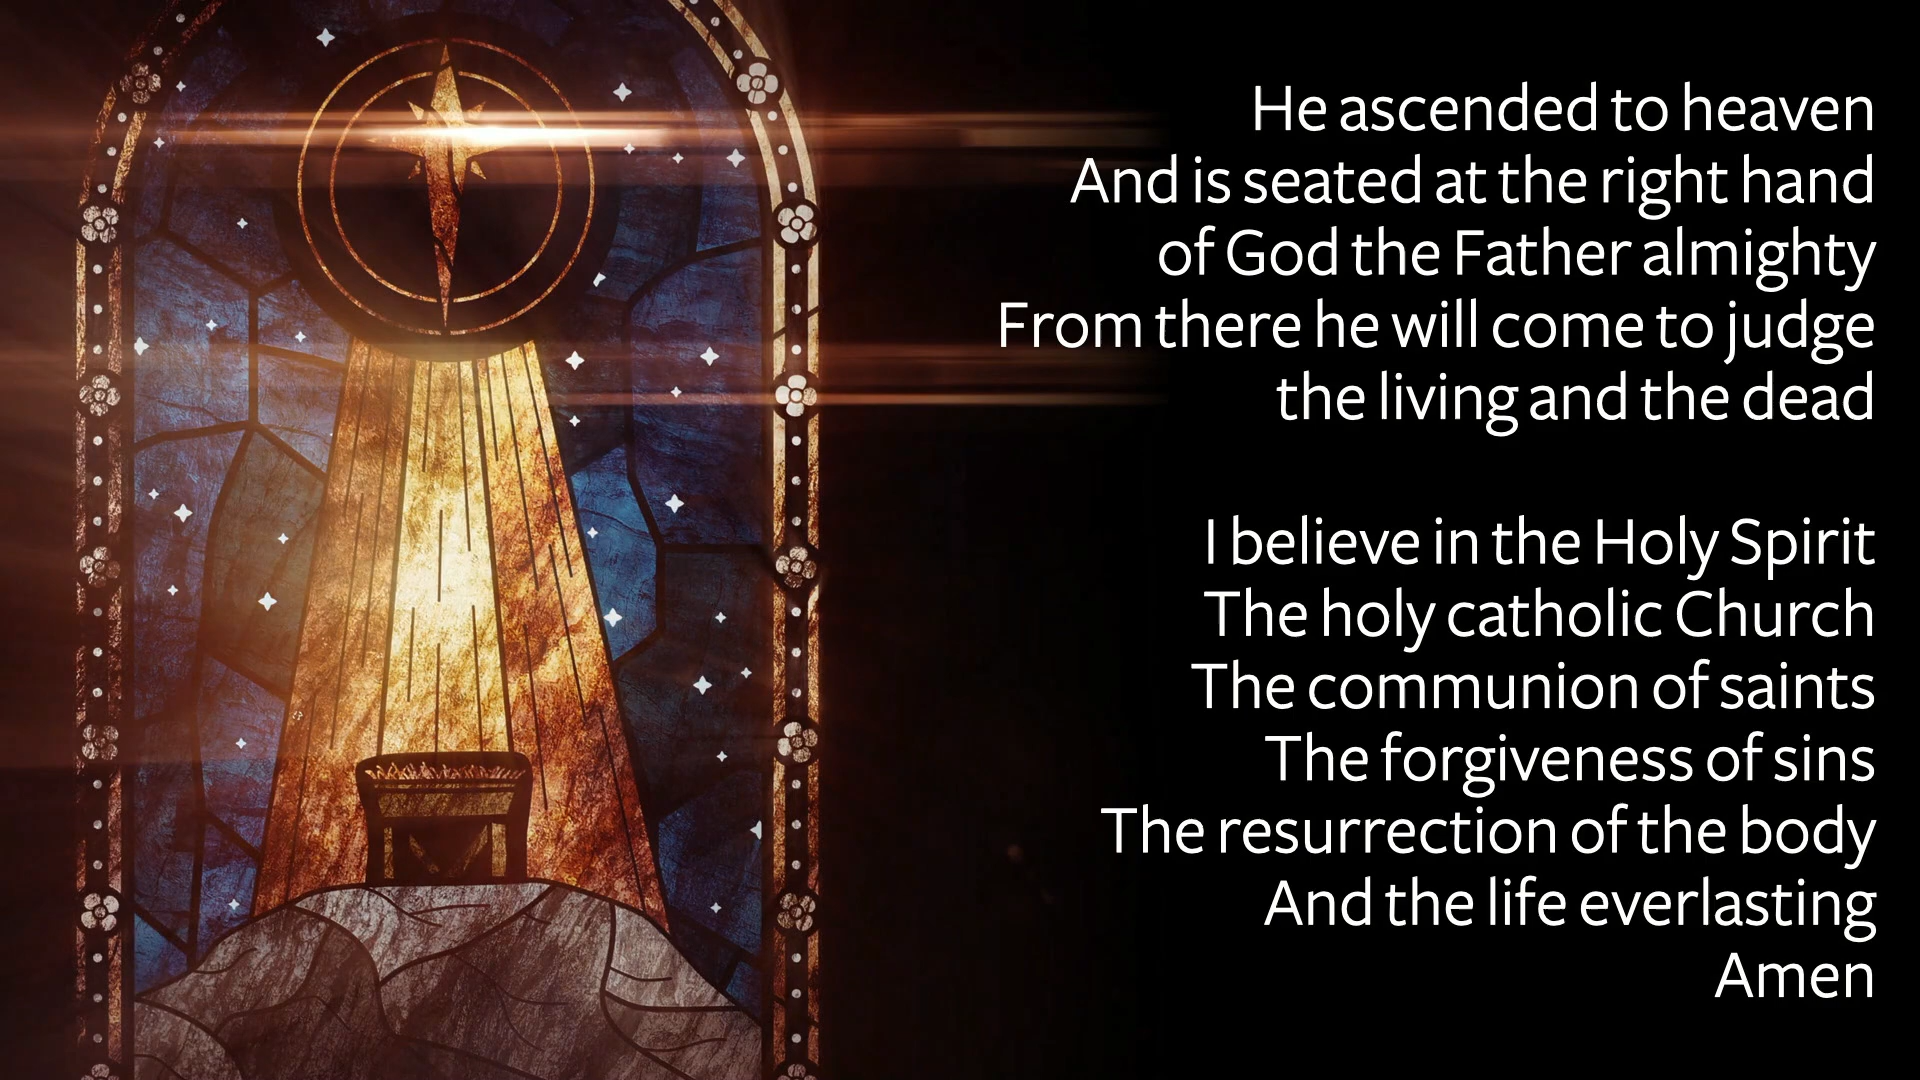 He ascended to heaven
And is seated at the right hand
of God the Father almighty
From there he will come to judge
the living and the dead
I believe in the Holy Spirit
The holy catholic Church
The communion of saints
The forgiveness of sins
The resurrection of the body
And the life everlasting
Amen